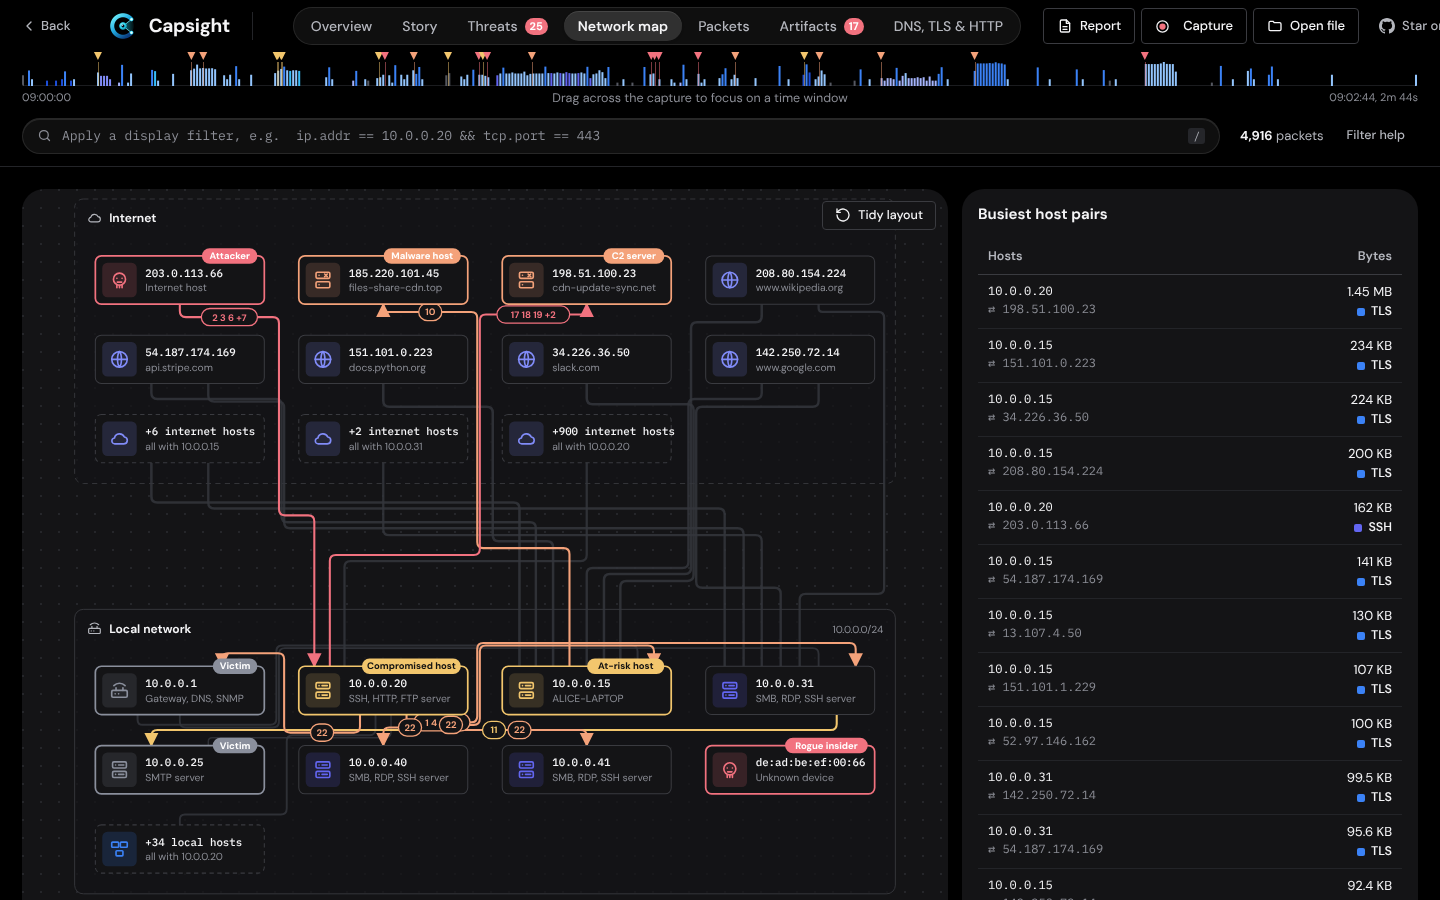 Back
Capsight
Overview
Story
Threats 25
Network map
Packets
Artifacts 17
DNS, TLS & HTTP
Report
Capture
Open file
Star or
09:00:00
Drag across the capture to focus on a time window
09:02:44, 2m 44s
Apply a display filter, e.g. ip.addr == 10.0.0.20 && tcp.port == 443
/
4,916 packets
Filter help
Internet
Tidy layout
Attacker
203.0.113.66
Internet host
Malware host
185.220.101.45
files-share-cdn.top
C2 server
198.51.100.23
cdn-update-sync.net
208.80.154.224
www.wikipedia.org
2 3 6 +7
10
17 18 19 +2
54.187.174.169
api.stripe.com
151.101.0.223
docs.python.org
34.226.36.50
slack.com
142.250.72.14
www.google.com
+6 internet hosts
all with 10.0.0.15
+2 internet hosts
all with 10.0.0.31
+900 internet hosts
all with 10.0.0.20
Local network
10.0.0.0/24
Victim
10.0.0.1
Gateway, DNS, SNMP
Compromised host
10.0.0.20
SSH, HTTP, FTP server
At-risk host
10.0.0.15
ALICE-LAPTOP
10.0.0.31
SMB, RDP, SSH server
22
22
1 4
22
11
22
Victim
10.0.0.25
SMTP server
10.0.0.40
SMB, RDP, SSH server
10.0.0.41
SMB, RDP, SSH server
Rogue insider
de:ad:be:ef:00:66
Unknown device
+34 local hosts
all with 10.0.0.20
Busiest host pairs
Hosts Bytes
10.0.0.20 1.45 MB
⇄ 198.51.100.23 TLS
10.0.0.15 234 KB
⇄ 151.101.0.223 TLS
10.0.0.15 224 KB
⇄ 34.226.36.50 TLS
10.0.0.15 200 KB
⇄ 208.80.154.224 TLS
10.0.0.20 162 KB
⇄ 203.0.113.66 SSH
10.0.0.15 141 KB
⇄ 54.187.174.169 TLS
10.0.0.15 130 KB
⇄ 13.107.4.50 TLS
10.0.0.15 107 KB
⇄ 151.101.1.229 TLS
10.0.0.15 100 KB
⇄ 52.97.146.162 TLS
10.0.0.31 99.5 KB
⇄ 142.250.72.14 TLS
10.0.0.31 95.6 KB
⇄ 54.187.174.169 TLS
10.0.0.15 92.4 KB